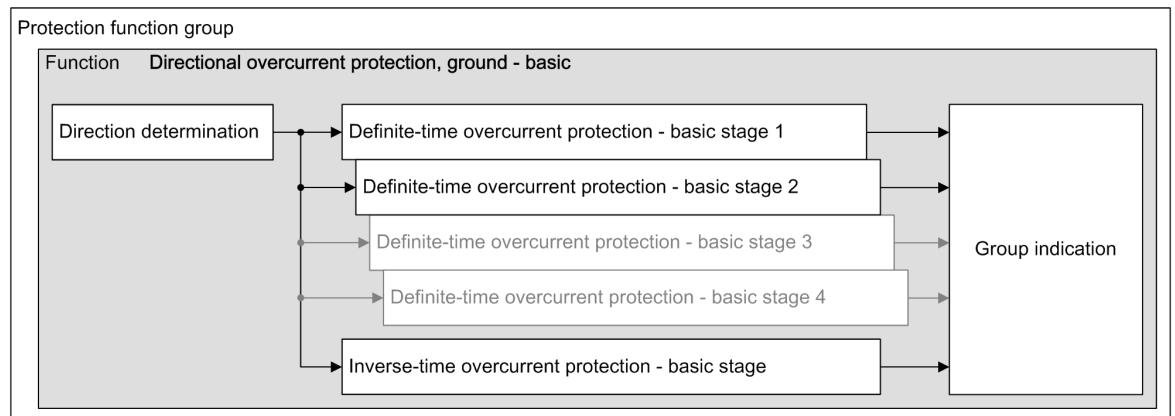 Protection function group
Function Directional overcurrent protection, ground - basic
Direction determination
Definite-time overcurrent protection - basic stage 1
Definite-time overcurrent protection - basic stage 2
Definite-time overcurrent protection - basic stage 3
Definite-time overcurrent protection - basic stage 4
Inverse-time overcurrent protection - basic stage
Group indication